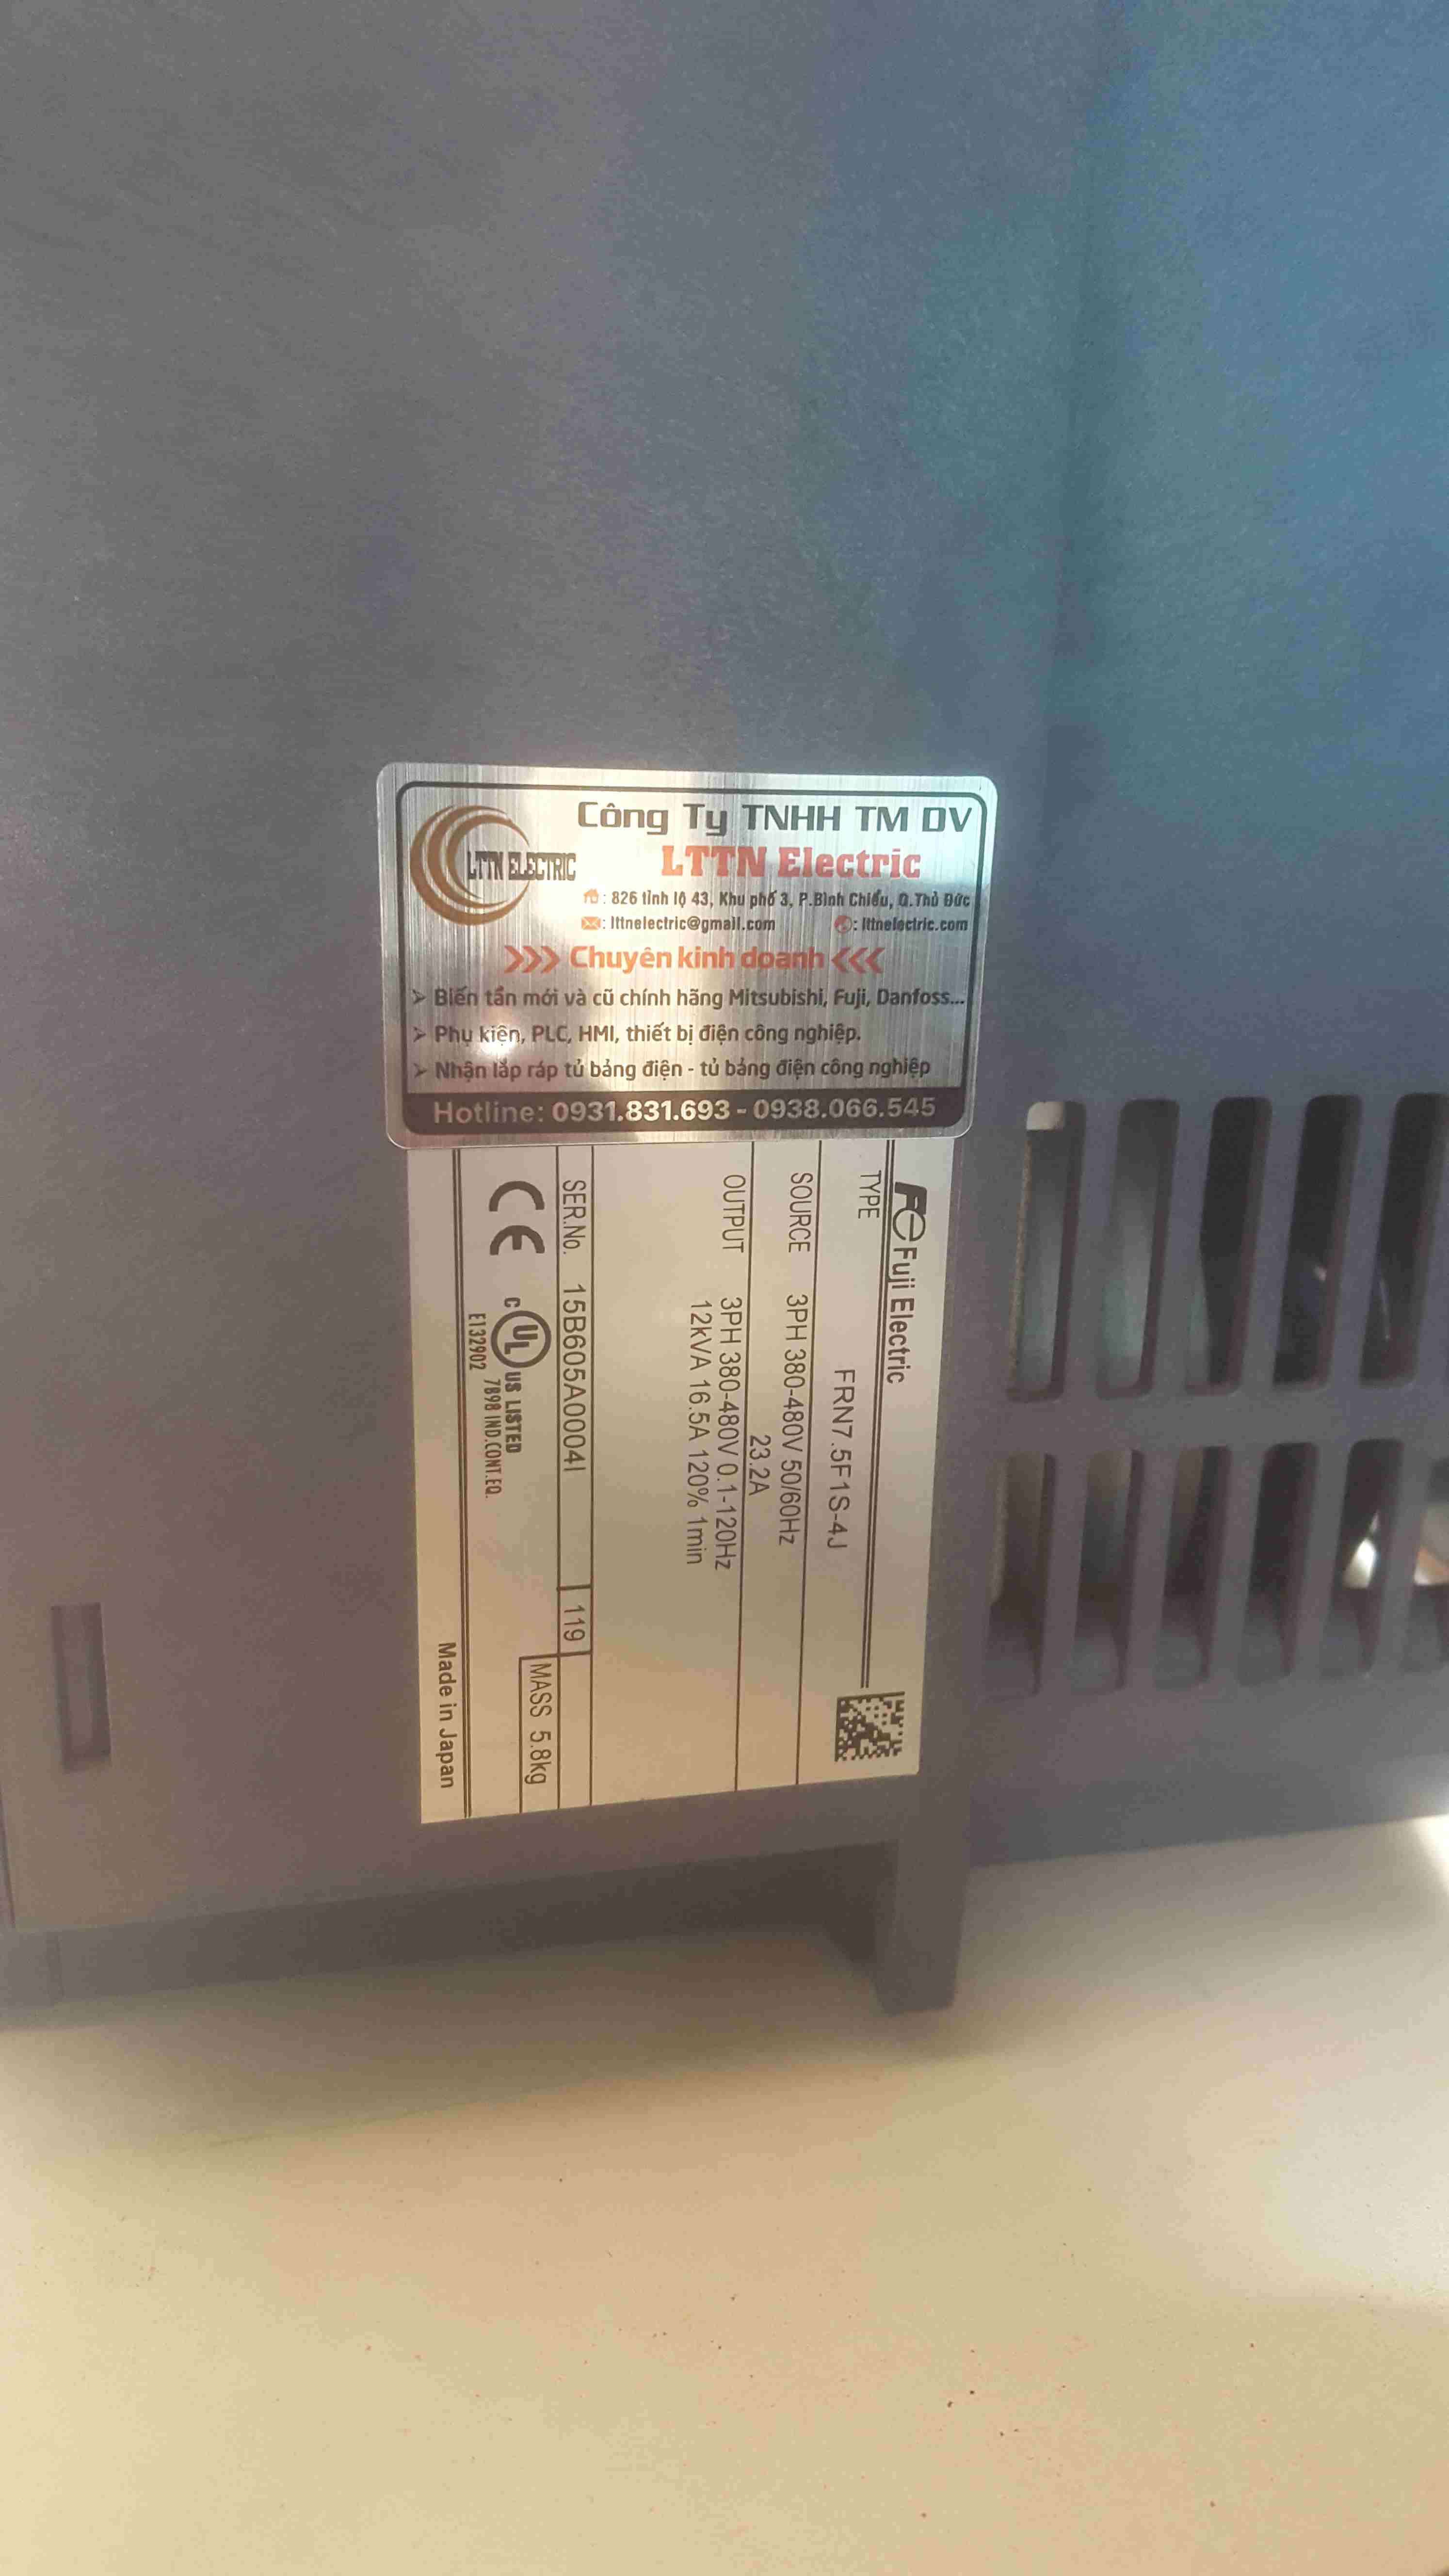 LTTN ELECTRIC
Công Ty TNHH TM DV
LTTN Electric
: 826 tỉnh lộ 43, Khu phố 3, P.Bình Chiểu, Q.Thủ Đức
: lttnelectric@gmail.com : lttnelectric.com
>>> Chuyên kinh doanh <<<
➢ Biến tần mới và cũ chính hãng Mitsubishi, Fuji, Danfoss...
➢ Phụ kiện, PLC, HMI, thiết bị điện công nghiệp.
➢ Nhận lắp ráp tủ bảng điện - tủ bảng điện công nghiệp
Hotline: 0931.831.693 - 0938.066.545
Fe Fuji Electric
TYPE FRN7.5F1S-4J
SOURCE 3PH 380-480V 50/60Hz
23.2A
OUTPUT 3PH 380-480V 0.1-120Hz
12kVA 16.5A 120% 1min
SER.No. 15B605A0004I 119
CE C UL US LISTED
E132902 7B98 IND.CONT.EQ.
MASS 5.8kg
Made in Japan